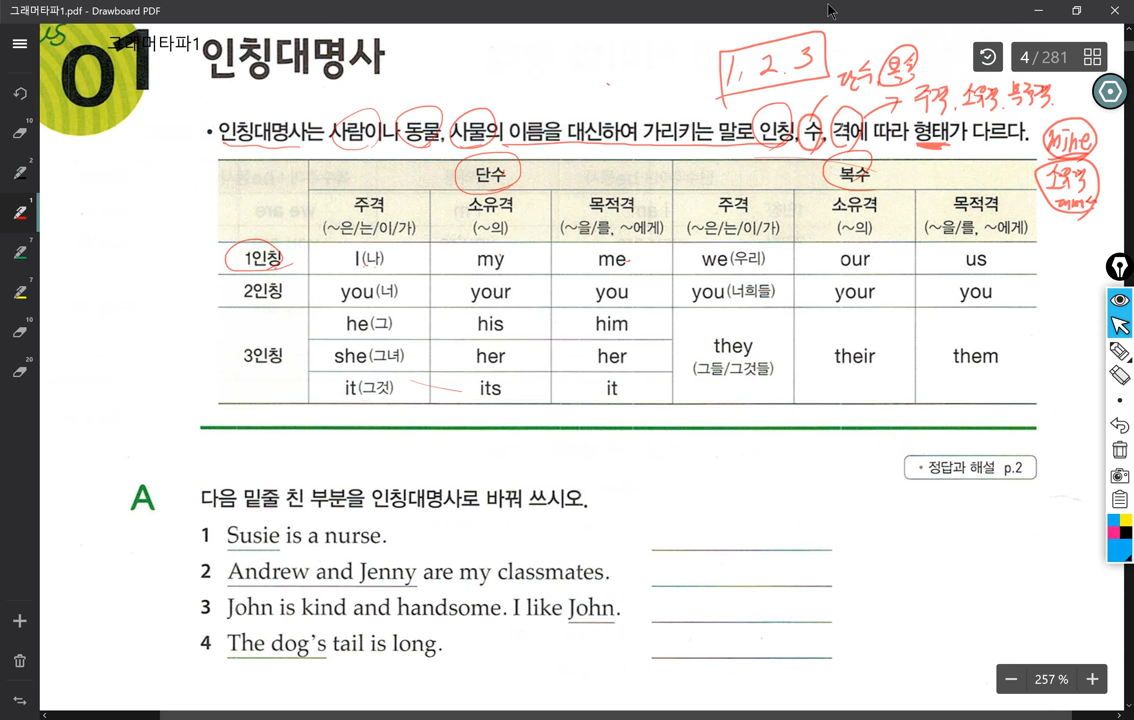 그래머타파1.pdf - Drawboard PDF
그래머타파1
01 인칭대명사
4 / 281
1, 2. 3
단수, 복수
주격, 소유격, 목적격
• 인칭대명사는 사람이나 동물, 사물의 이름을 대신하여 가리키는 말로 인칭, 수, 격에 따라 형태가 다르다.
mine
소유격
대명사
단수 복수
주격 소유격 목적격 주격 소유격 목적격
(~은/는/이/가) (~의) (~을/를, ~에게) (~은/는/이/가) (~의) (~을/를, ~에게)
1인칭 I(나) my me we(우리) our us
2인칭 you(너) your you you(너희들) your you
3인칭 he(그) his him they(그들/그것들) their them
she(그녀) her her
it(그것) its it
• 정답과 해설 p.2
A 다음 밑줄 친 부분을 인칭대명사로 바꿔 쓰시오.
1 Susie is a nurse.
2 Andrew and Jenny are my classmates.
3 John is kind and handsome. I like John.
4 The dog's tail is long.
257 %
10
2
1
7
7
10
20